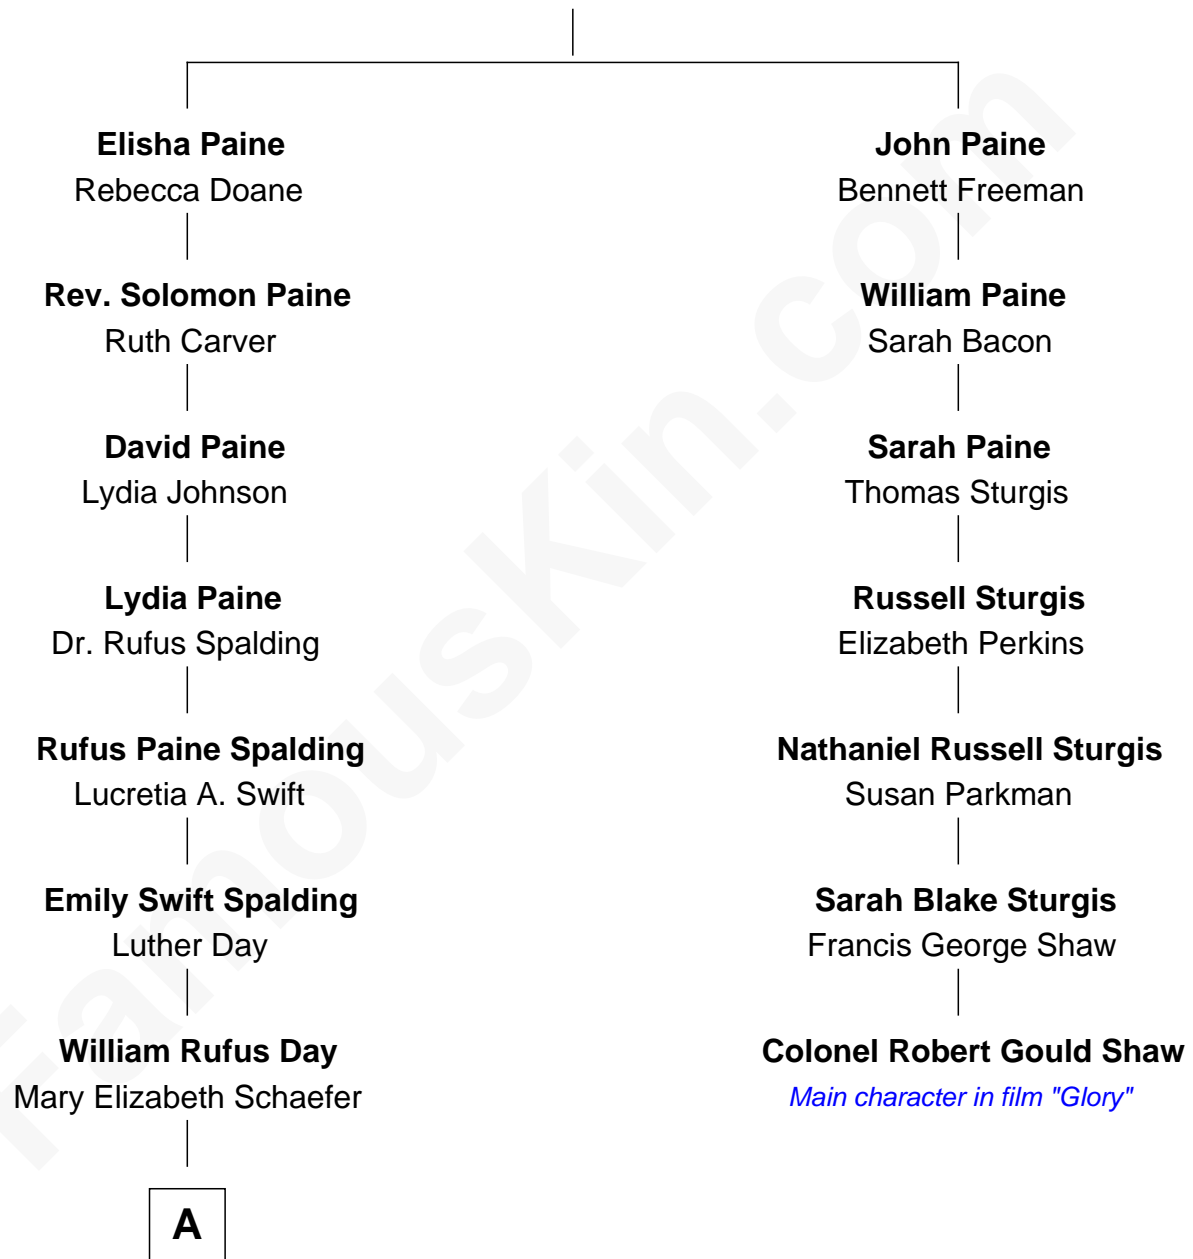 Elisha Paine
Rebecca Doane
Rev. Solomon Paine
Ruth Carver
David Paine
Lydia Johnson
Lydia Paine
Dr. Rufus Spalding
Rufus Paine Spalding
Lucretia A. Swift
Emily Swift Spalding
Luther Day
William Rufus Day
Mary Elizabeth Schaefer
A
John Paine
Bennett Freeman
William Paine
Sarah Bacon
Sarah Paine
Thomas Sturgis
Russell Sturgis
Elizabeth Perkins
Nathaniel Russell Sturgis
Susan Parkman
Sarah Blake Sturgis
Francis George Shaw
Colonel Robert Gould Shaw
Main character in film "Glory"
FamousKin.com